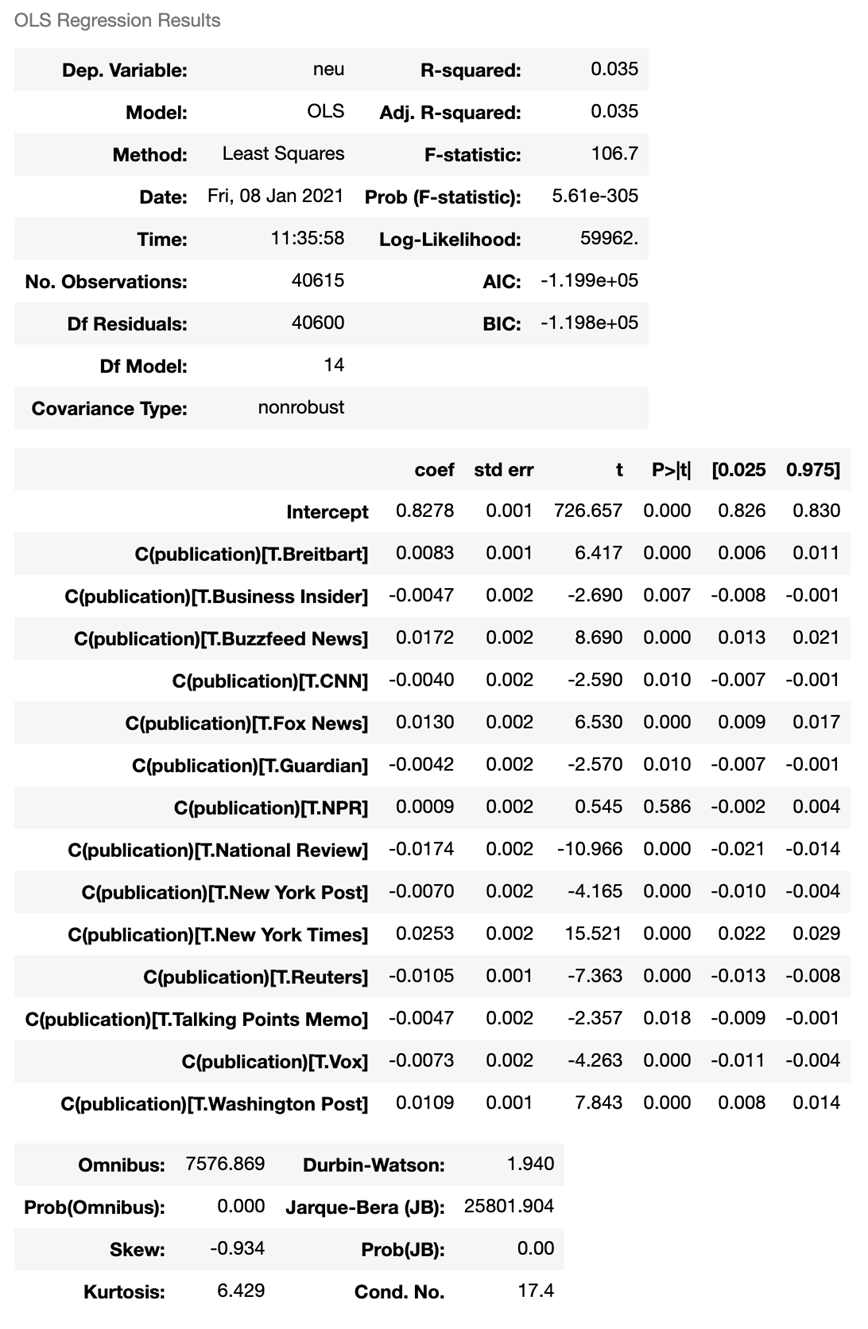 OLS Regression Results
Dep. Variable: neu R-squared: 0.035
Model: OLS Adj. R-squared: 0.035
Method: Least Squares F-statistic: 106.7
Date: Fri, 08 Jan 2021 Prob (F-statistic): 5.61e-305
Time: 11:35:58 Log-Likelihood: 59962.
No. Observations: 40615 AIC: -1.199e+05
Df Residuals: 40600 BIC: -1.198e+05
Df Model: 14
Covariance Type: nonrobust
coef std err t P>|t| [0.025 0.975]
Intercept 0.8278 0.001 726.657 0.000 0.826 0.830
C(publication)[T.Breitbart] 0.0083 0.001 6.417 0.000 0.006 0.011
C(publication)[T.Business Insider] -0.0047 0.002 -2.690 0.007 -0.008 -0.001
C(publication)[T.Buzzfeed News] 0.0172 0.002 8.690 0.000 0.013 0.021
C(publication)[T.CNN] -0.0040 0.002 -2.590 0.010 -0.007 -0.001
C(publication)[T.Fox News] 0.0130 0.002 6.530 0.000 0.009 0.017
C(publication)[T.Guardian] -0.0042 0.002 -2.570 0.010 -0.007 -0.001
C(publication)[T.NPR] 0.0009 0.002 0.545 0.586 -0.002 0.004
C(publication)[T.National Review] -0.0174 0.002 -10.966 0.000 -0.021 -0.014
C(publication)[T.New York Post] -0.0070 0.002 -4.165 0.000 -0.010 -0.004
C(publication)[T.New York Times] 0.0253 0.002 15.521 0.000 0.022 0.029
C(publication)[T.Reuters] -0.0105 0.001 -7.363 0.000 -0.013 -0.008
C(publication)[T.Talking Points Memo] -0.0047 0.002 -2.357 0.018 -0.009 -0.001
C(publication)[T.Vox] -0.0073 0.002 -4.263 0.000 -0.011 -0.004
C(publication)[T.Washington Post] 0.0109 0.001 7.843 0.000 0.008 0.014
Omnibus: 7576.869 Durbin-Watson: 1.940
Prob(Omnibus): 0.000 Jarque-Bera (JB): 25801.904
Skew: -0.934 Prob(JB): 0.00
Kurtosis: 6.429 Cond. No. 17.4